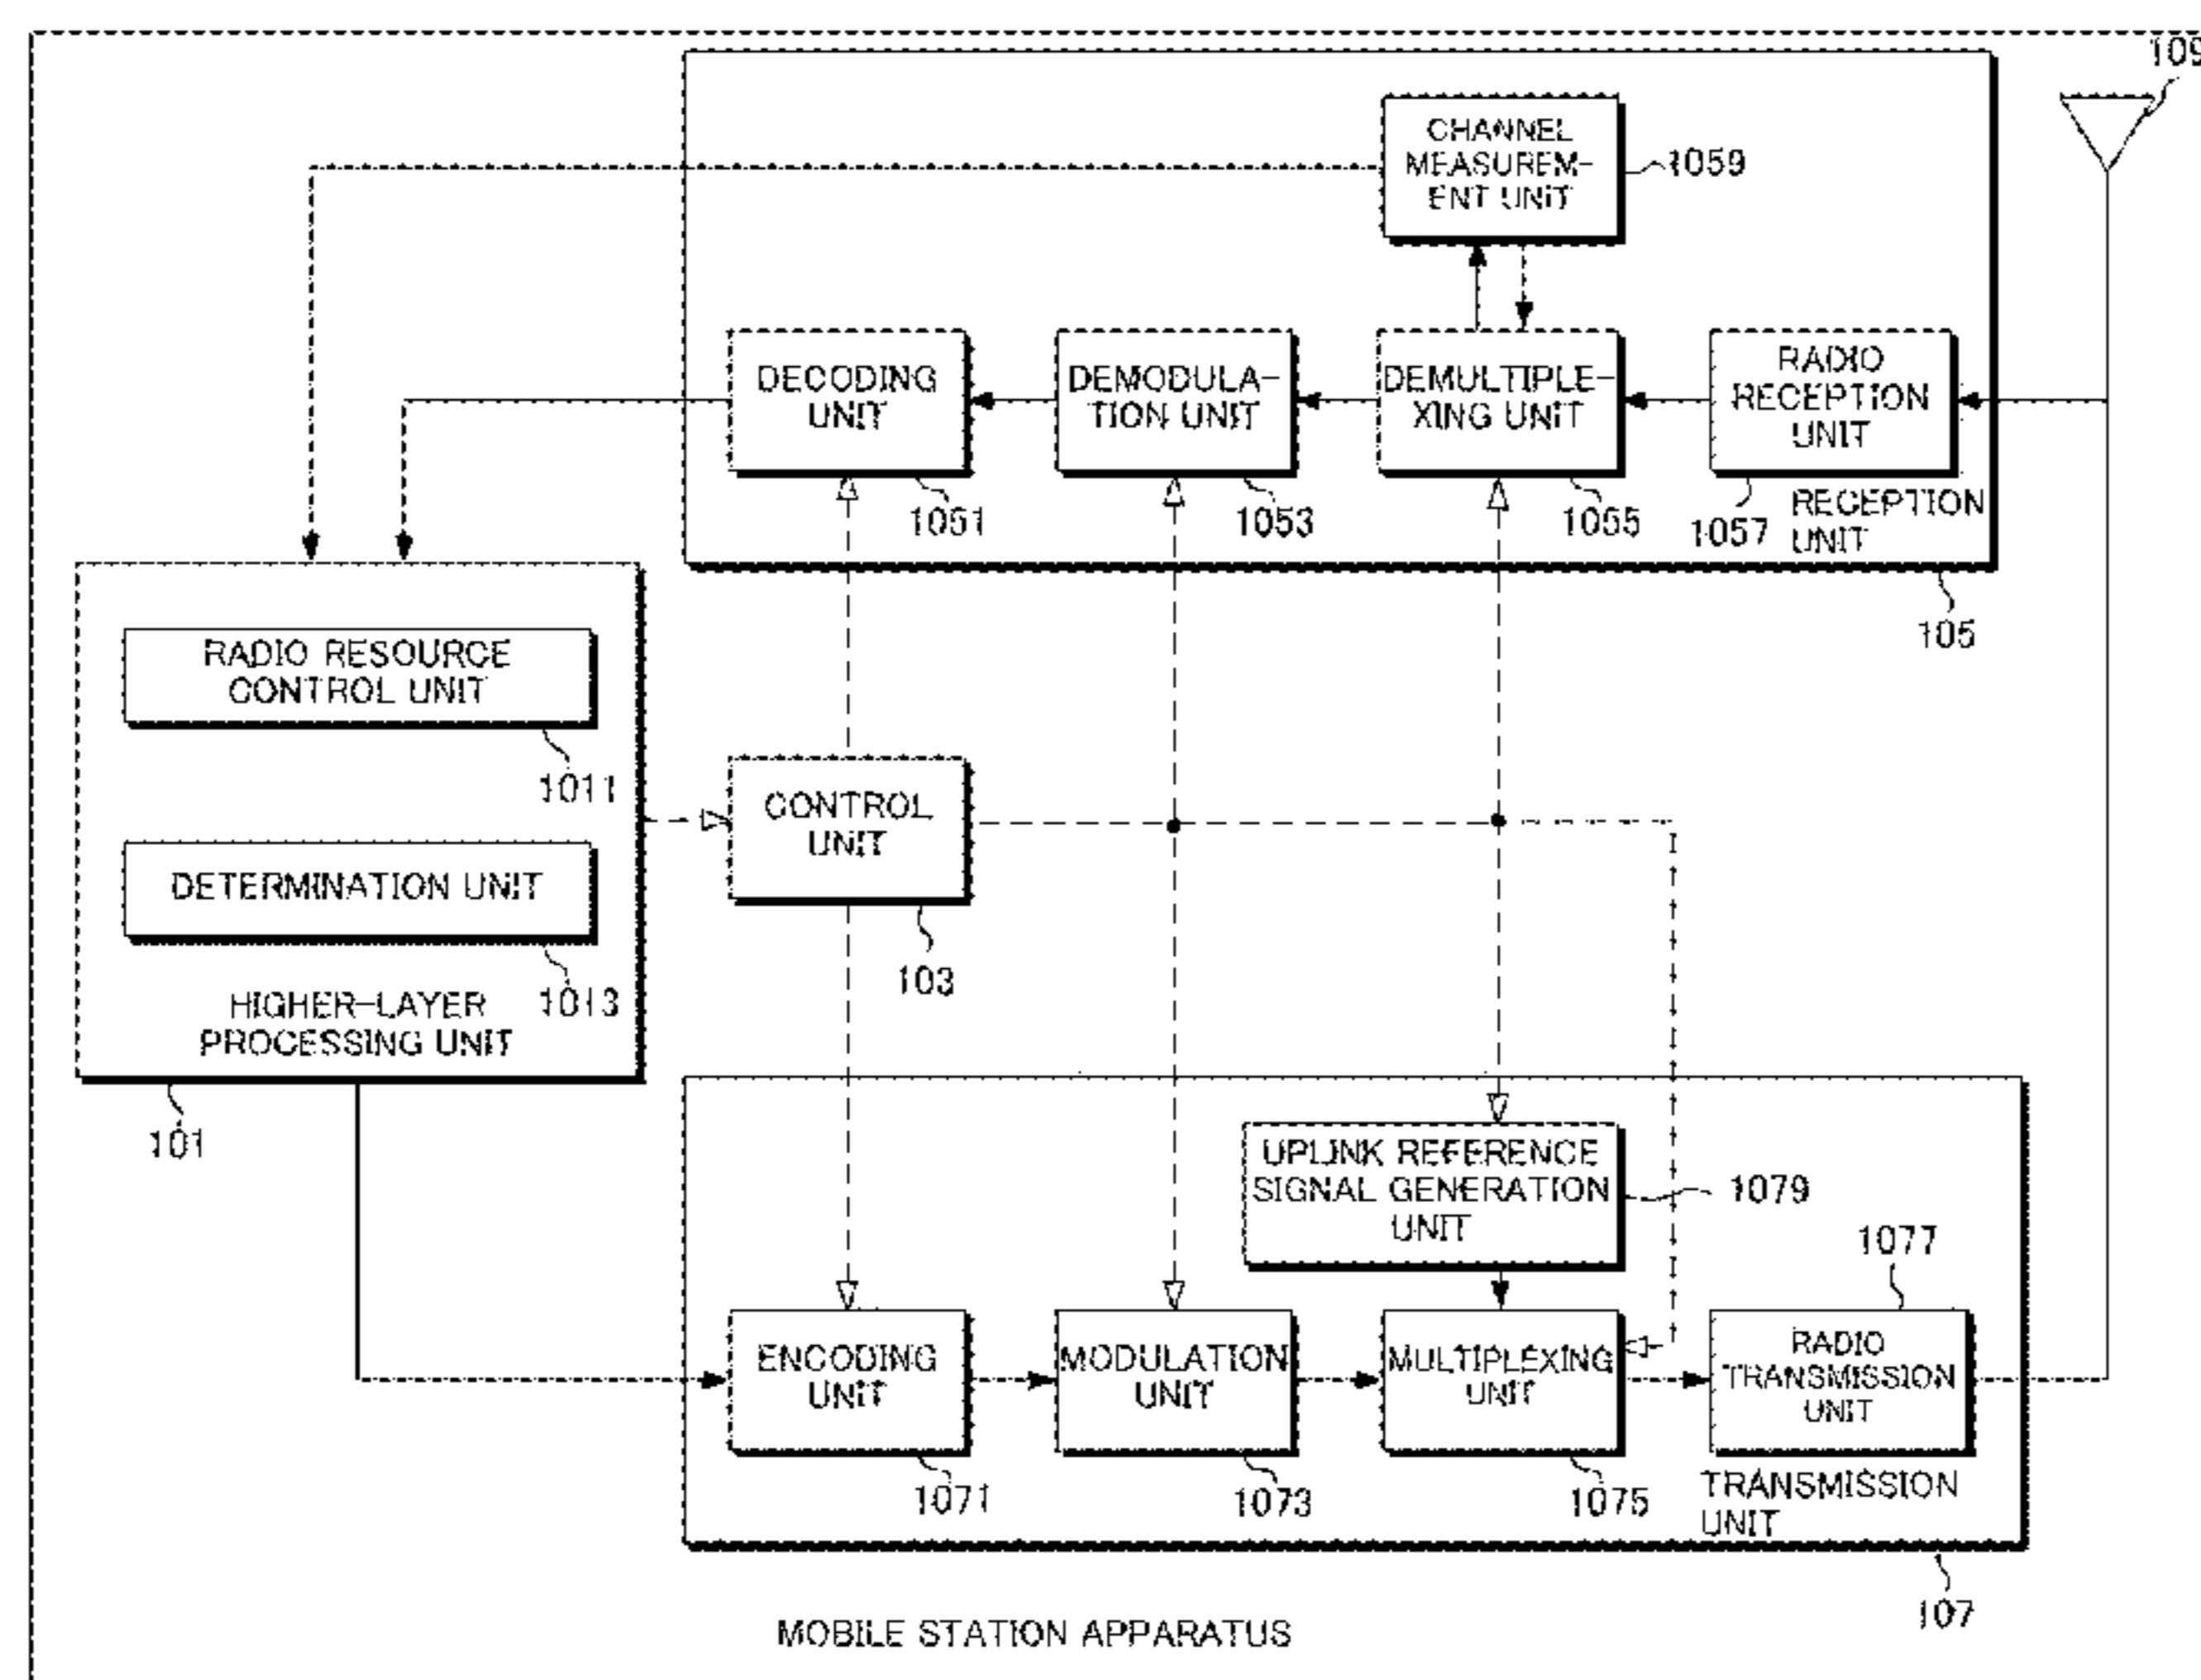 109
CHANNEL
MEASUREM-
ENT UNIT
1059
DECODING
UNIT
1051
DEMODULA-
TION UNIT
1053
DEMULTIPLE-
XING UNIT
1055
RADIO
RECEPTION
UNIT
1057
RECEPTION
UNIT
105
RADIO RESOURCE
CONTROL UNIT
1011
DETERMINATION UNIT
1013
HIGHER-LAYER
PROCESSING UNIT
101
CONTROL
UNIT
103
UPLINK REFERENCE
SIGNAL GENERATION
UNIT
1079
1077
ENCODING
UNIT
1071
MODULATION
UNIT
1073
MULTIPLEXING
UNIT
1075
RADIO
TRANSMISSION
UNIT
TRANSMISSION
UNIT
107
MOBILE STATION APPARATUS